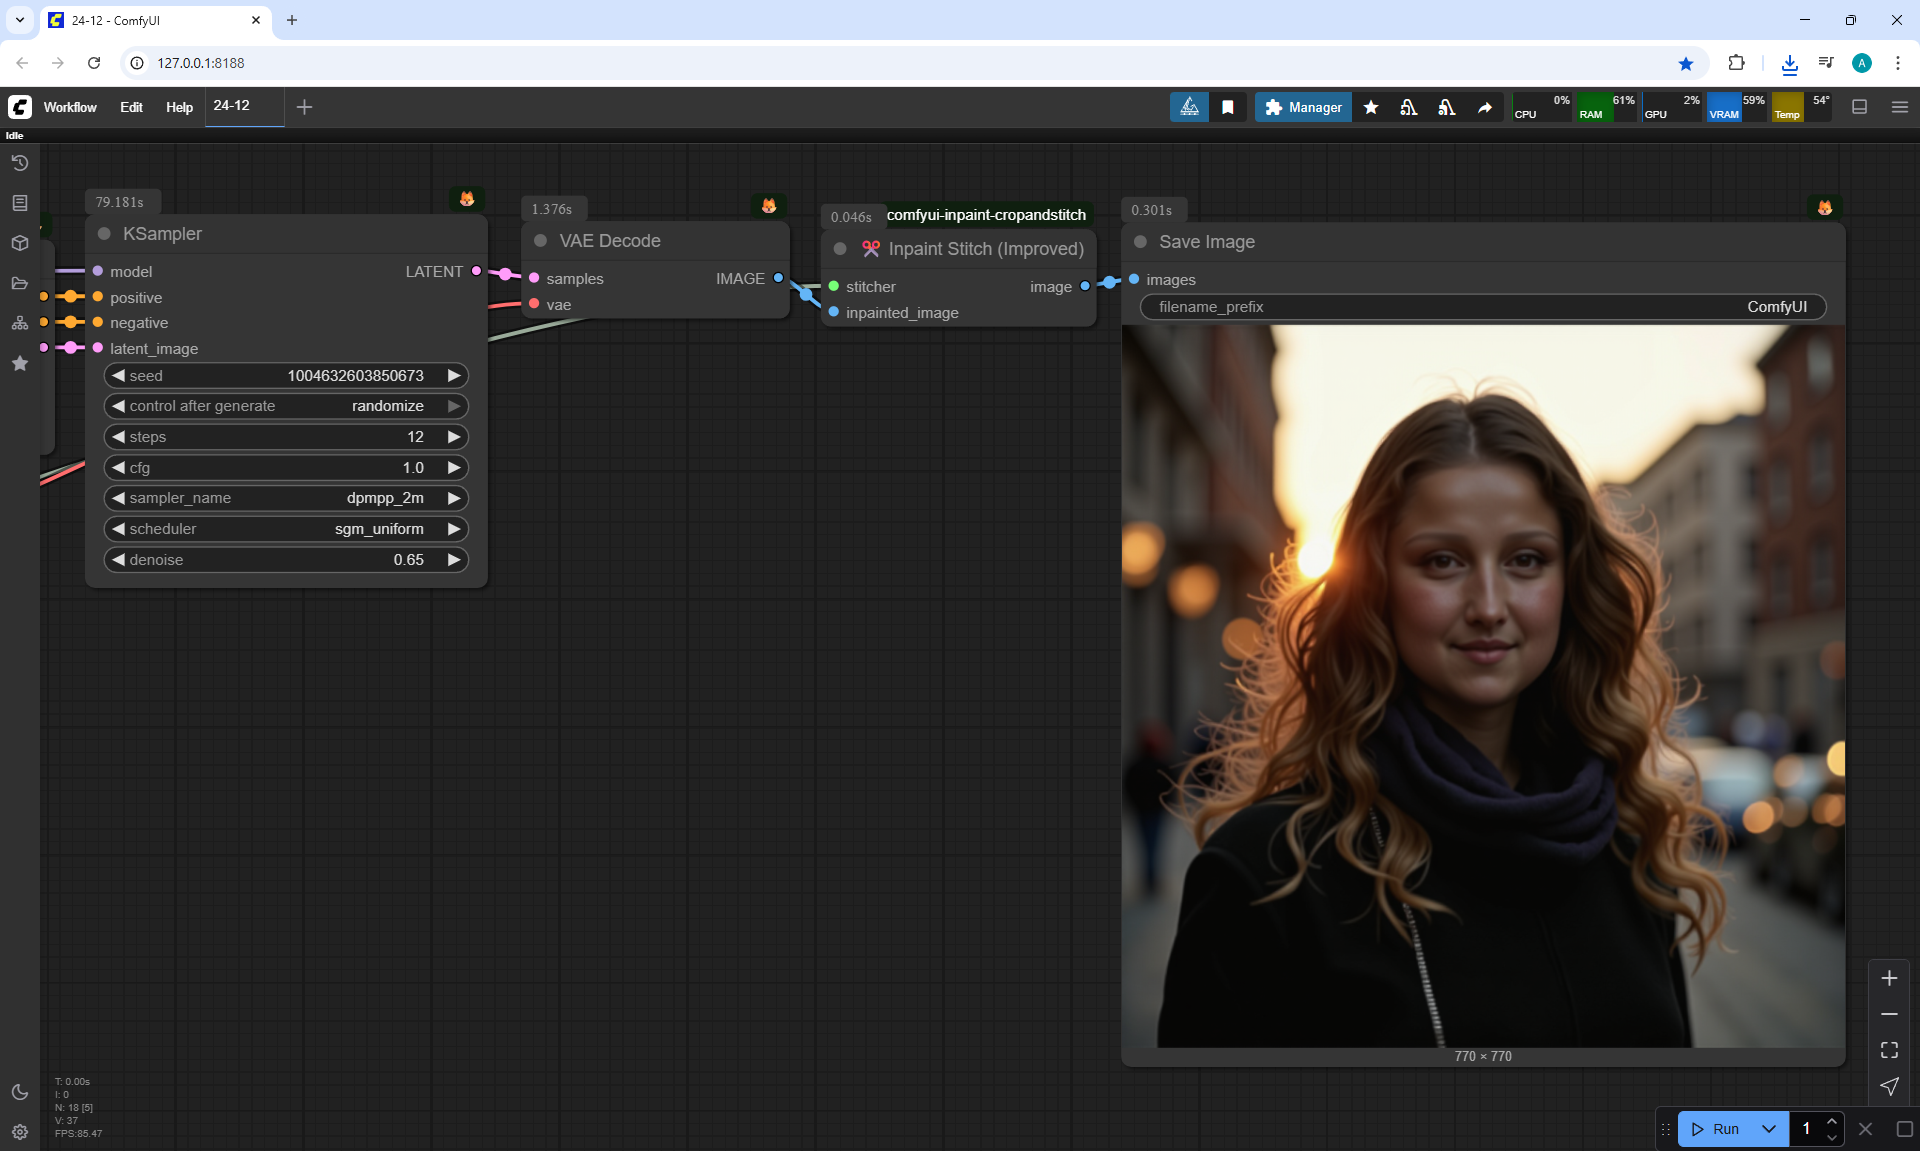 24-12 - ComfyUI
127.0.0.1:8188
A
Workflow
Edit
Help
24-12
Manager
CPU
0%
RAM
61%
GPU
2%
VRAM
59%
Temp
54°
Idle
79.181s
KSampler
model
LATENT
positive
negative
latent_image
seed
1004632603850673
control after generate
randomize
steps
12
cfg
1.0
sampler_name
dpmpp_2m
scheduler
sgm_uniform
denoise
0.65
1.376s
VAE Decode
samples
IMAGE
vae
0.046s
comfyui-inpaint-cropandstitch
Inpaint Stitch (Improved)
stitcher
image
inpainted_image
0.301s
Save Image
images
filename_prefix
ComfyUI
770 × 770
T: 0.00s
I: 0
N: 18 [5]
V: 37
FPS:85.47
Run
1